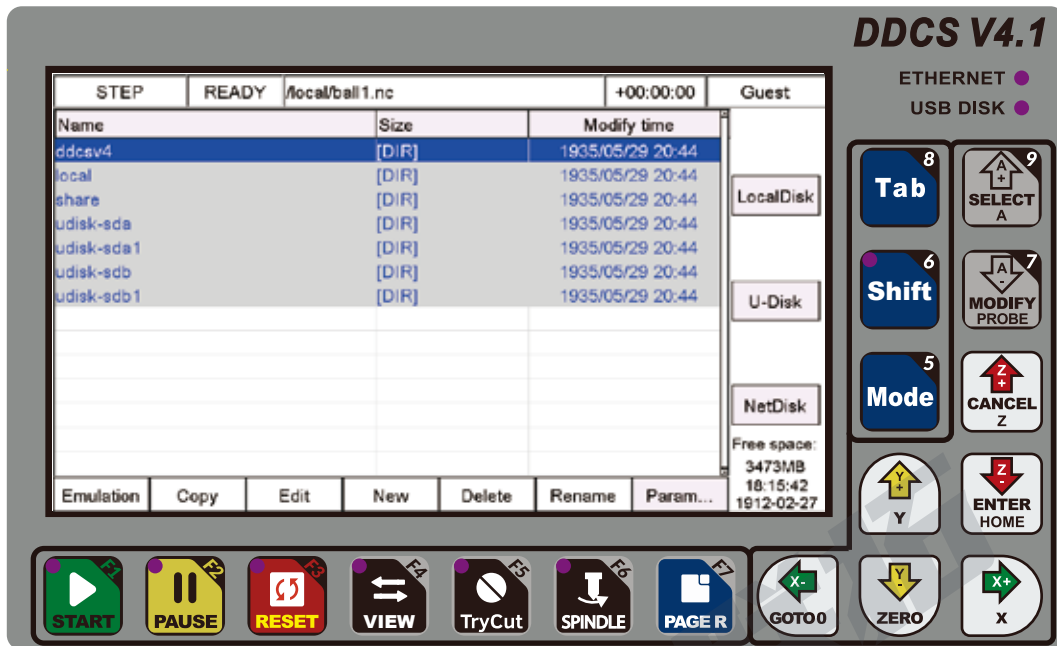 DDCS V4.1
ETHERNET
USB DISK
STEP READY /local/ball1.nc +00:00:00 Guest
Name Size Modify time
ddcsv4 [DIR] 1935/05/29 20:44
local [DIR] 1935/05/29 20:44
share [DIR] 1935/05/29 20:44
udisk-sda [DIR] 1935/05/29 20:44
udisk-sda1 [DIR] 1935/05/29 20:44
udisk-sdb [DIR] 1935/05/29 20:44
udisk-sdb1 [DIR] 1935/05/29 20:44
LocalDisk
U-Disk
NetDisk
Free space:
3473MB
18:15:42
1912-02-27
Emulation Copy Edit New Delete Rename Param...
8
Tab
9
A
+
SELECT
A
6
Shift
7
A
-
MODIFY
PROBE
5
Mode
Z
+
CANCEL
Z
Y
+
Y
Z
-
ENTER
HOME
F1
START
F2
PAUSE
F3
RESET
F4
VIEW
F5
TryCut
F6
SPINDLE
F7
PAGE R
X-
GOTO0
Y
-
ZERO
X+
X